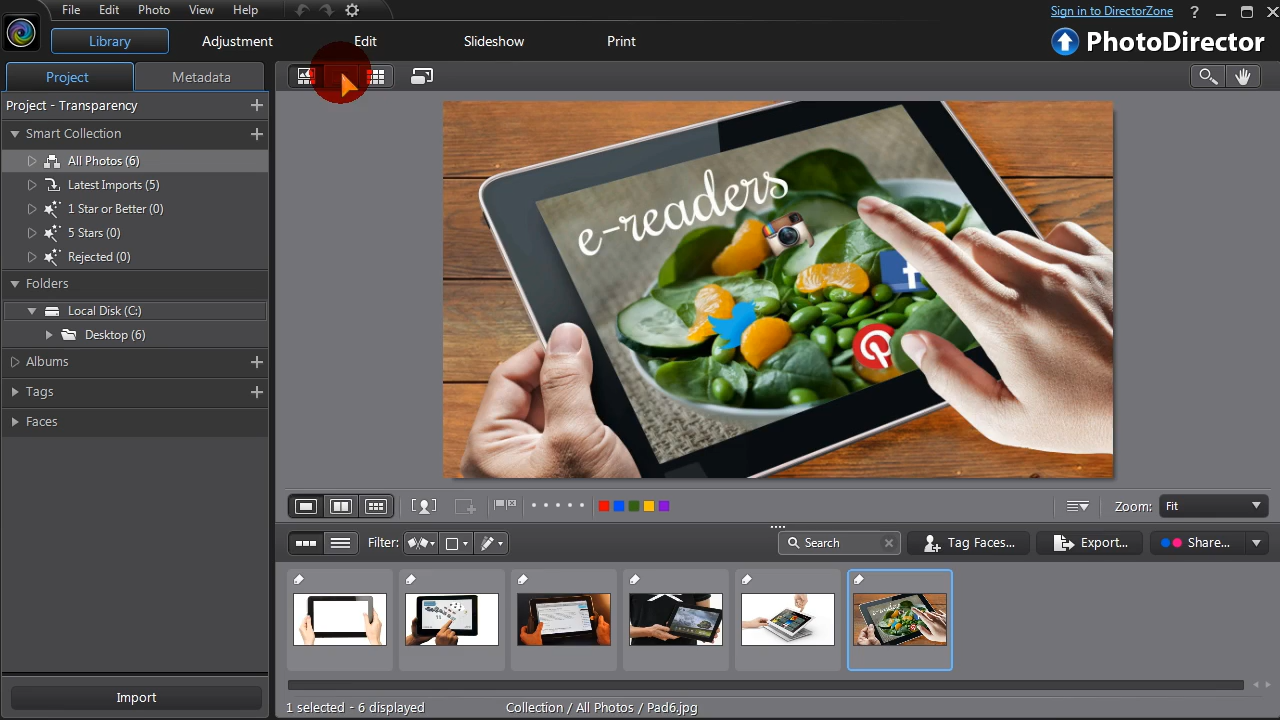 File Edit Photo View Help
Sign in to DirectorZone ?
Library Adjustment Edit Slideshow Print
PhotoDirector
Project Metadata
Project - Transparency
Smart Collection
All Photos (6)
Latest Imports (5)
1 Star or Better (0)
5 Stars (0)
Rejected (0)
Folders
Local Disk (C:)
Desktop (6)
Albums
Tags
Faces
Import
e-readers
Zoom: Fit
Filter:
Search
Tag Faces...
Export...
Share...
1 selected - 6 displayed
Collection / All Photos / Pad6.jpg